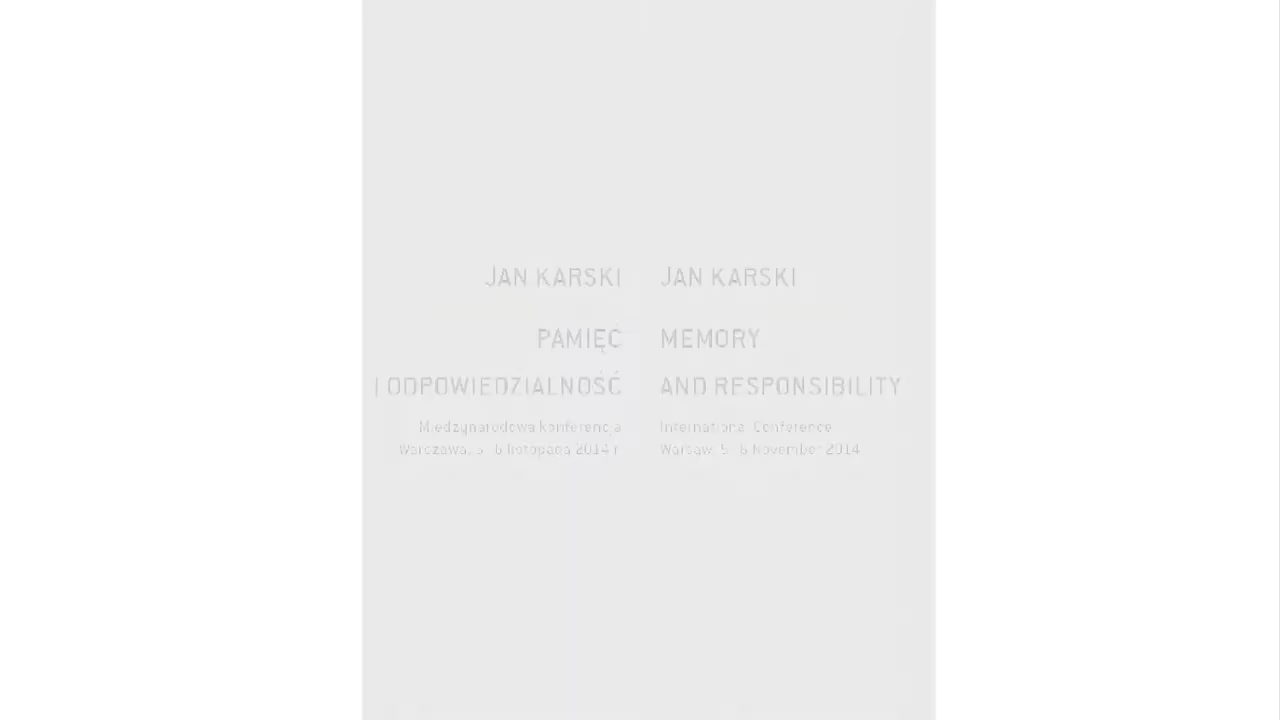 JAN KARSKI
PAMIĘĆ
I ODPOWIEDZIALNOŚĆ
Międzynarodowa konferencja
Warszawa, 5–6 listopada 2014 r.
JAN KARSKI
MEMORY
AND RESPONSIBILITY
International Conference
Warsaw, 5–6 November 2014